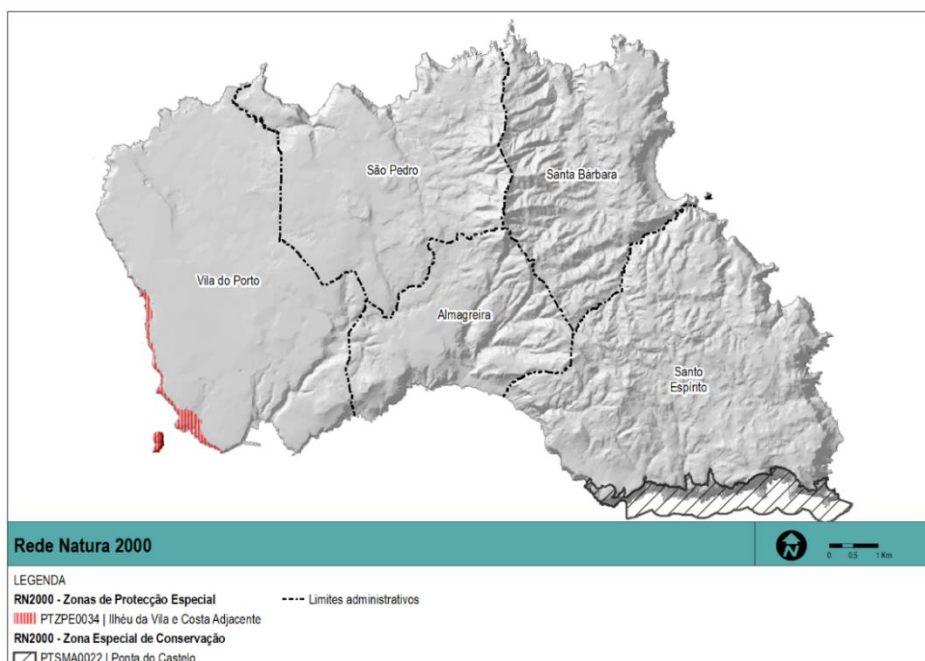 São Pedro
Santa Bárbara
Vila do Porto
Almagreira
Santo
Espírito
Rede Natura 2000
N
0 0.5 1 Km
LEGENDA
RN2000 - Zonas de Protecção Especial
Limites administrativos
PTZPE0034 | Ilhéu da Vila e Costa Adjacente
RN2000 - Zona Especial de Conservação
PTSMA0022 | Ponta do Castelo